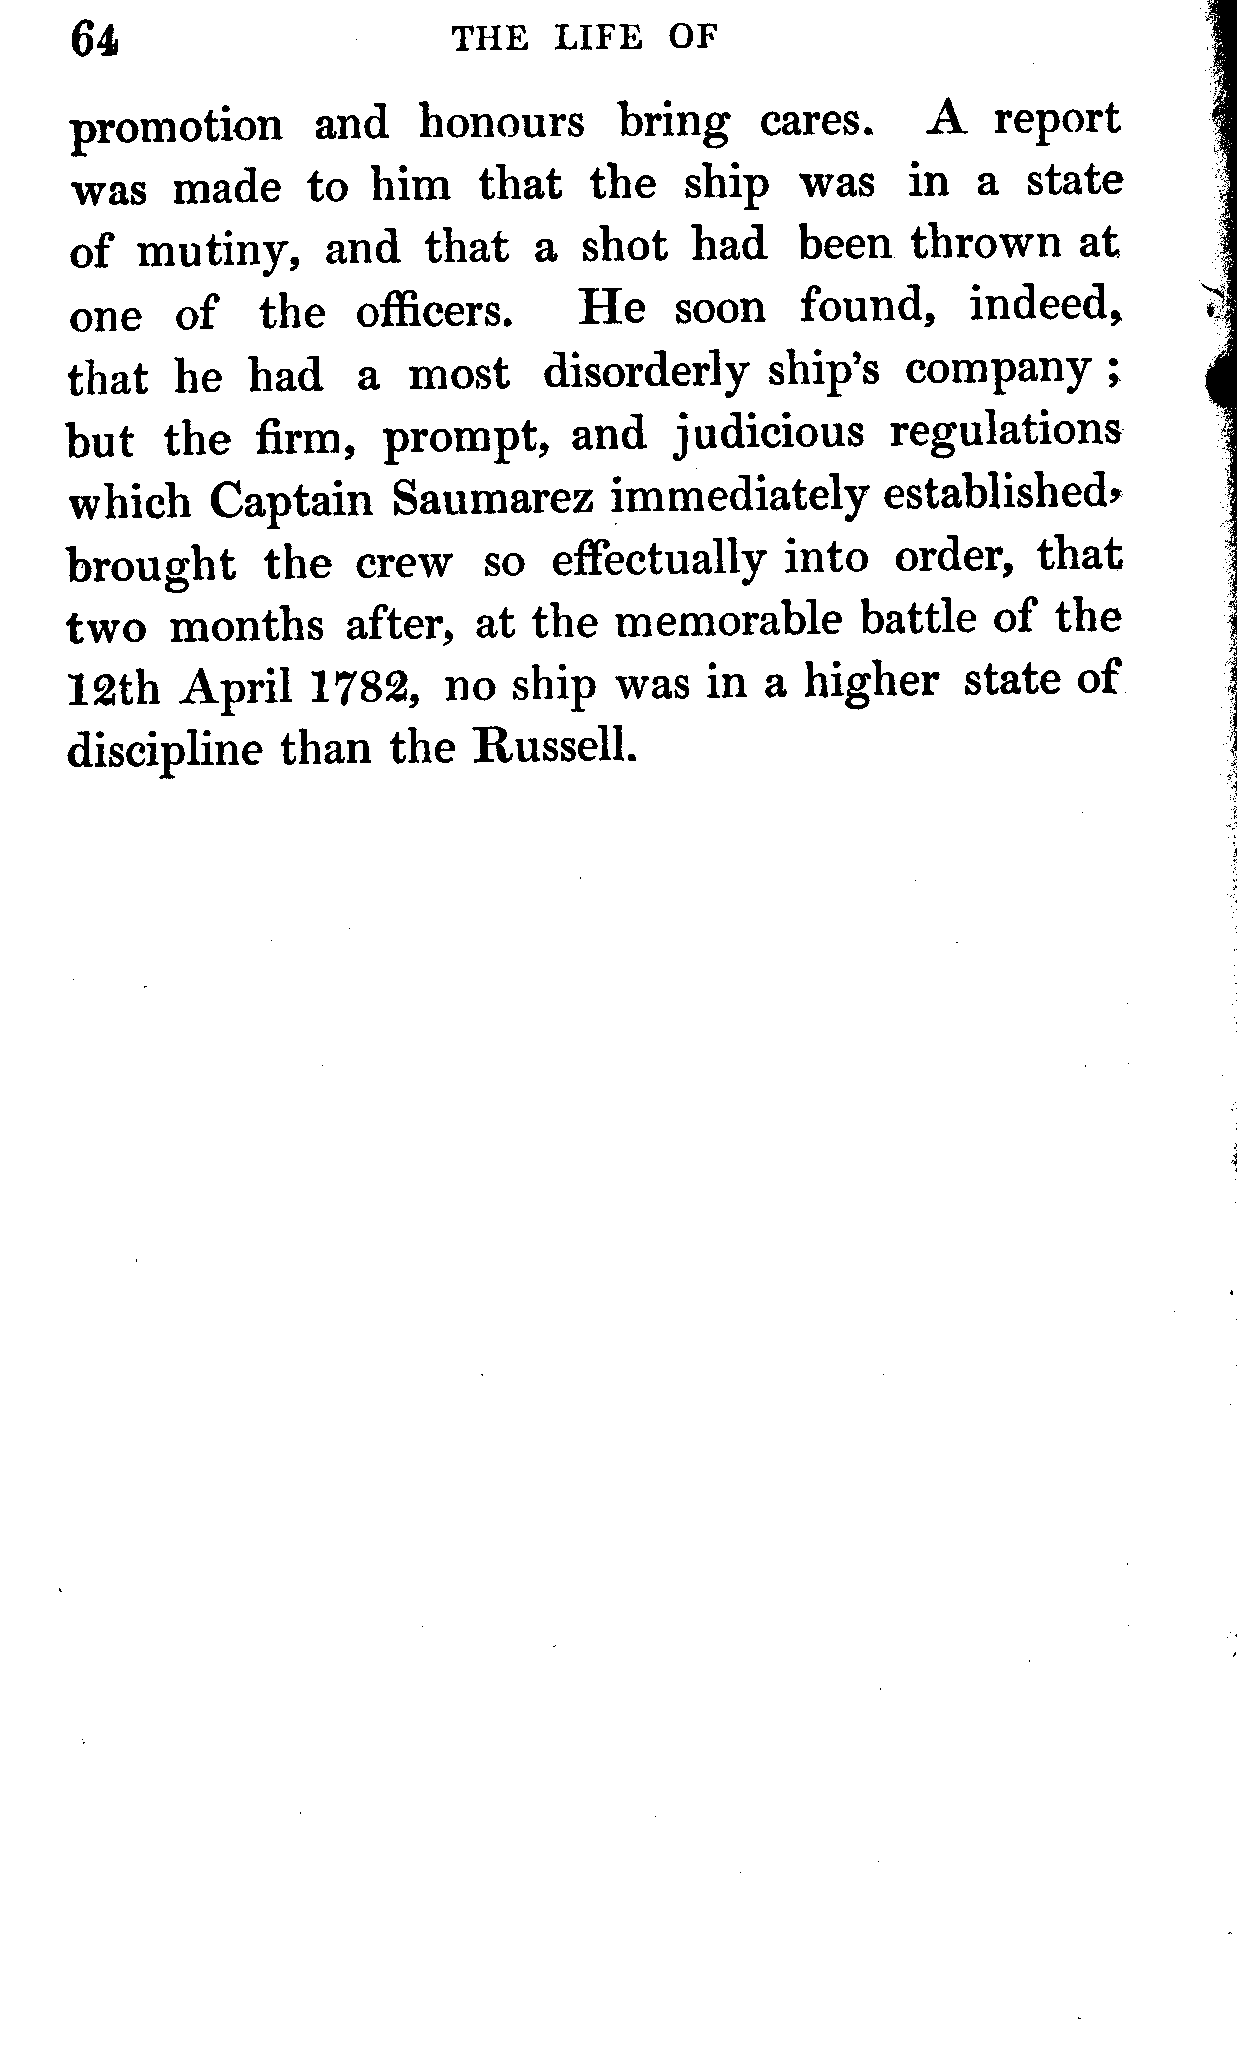 64 THE LIFE OF
promotion and honours bring cares. A report
was made to him that the ship was in a state
of mutiny, and that a shot had been thrown at
one of the officers. He soon found, indeed,
that he had a most disorderly ship's company ;
but the firm, prompt, and judicious regulations
which Captain Saumarez immediately established,
brought the crew so effectually into order, that
two months after, at the memorable battle of the
12th April 1782, no ship was in a higher state of
discipline than the Russell.